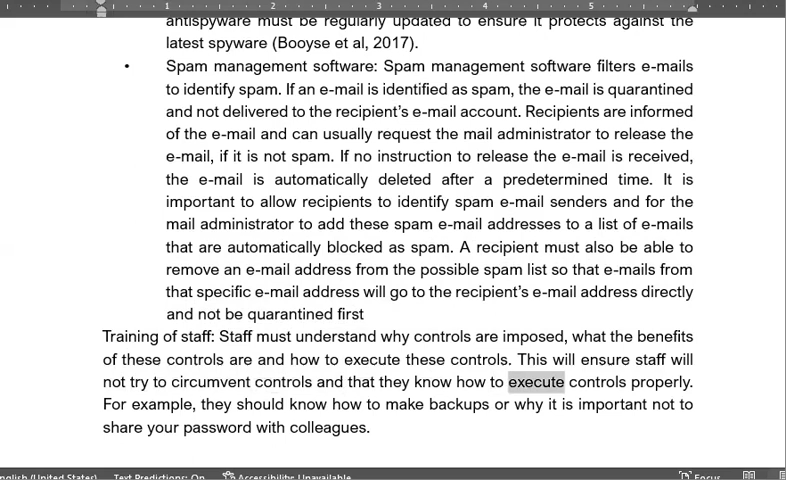 1 2 3 4 5
antispyware must be regularly updated to ensure it protects against the
latest spyware (Booyse et al, 2017).
• Spam management software: Spam management software filters e-mails
to identify spam. If an e-mail is identified as spam, the e-mail is quarantined
and not delivered to the recipient’s e-mail account. Recipients are informed
of the e-mail and can usually request the mail administrator to release the
e-mail, if it is not spam. If no instruction to release the e-mail is received,
the e-mail is automatically deleted after a predetermined time. It is
important to allow recipients to identify spam e-mail senders and for the
mail administrator to add these spam e-mail addresses to a list of e-mails
that are automatically blocked as spam. A recipient must also be able to
remove an e-mail address from the possible spam list so that e-mails from
that specific e-mail address will go to the recipient’s e-mail address directly
and not be quarantined first
Training of staff: Staff must understand why controls are imposed, what the benefits
of these controls are and how to execute these controls. This will ensure staff will
not try to circumvent controls and that they know how to execute controls properly.
For example, they should know how to make backups or why it is important not to
share your password with colleagues.
nglish (United States) Text Predictions: On Accessibility: Unavailable Focus